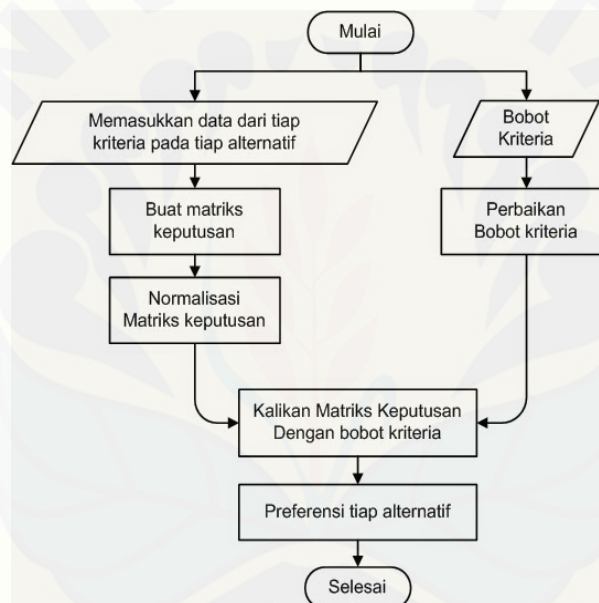 Mulai
Memasukkan data dari tiap
kriteria pada tiap alternatif
Bobot
Kriteria
Buat matriks
keputusan
Perbaikan
Bobot kriteria
Normalisasi
Matriks keputusan
Kalikan Matriks Keputusan
Dengan bobot kriteria
Preferensi tiap alternatif
Selesai